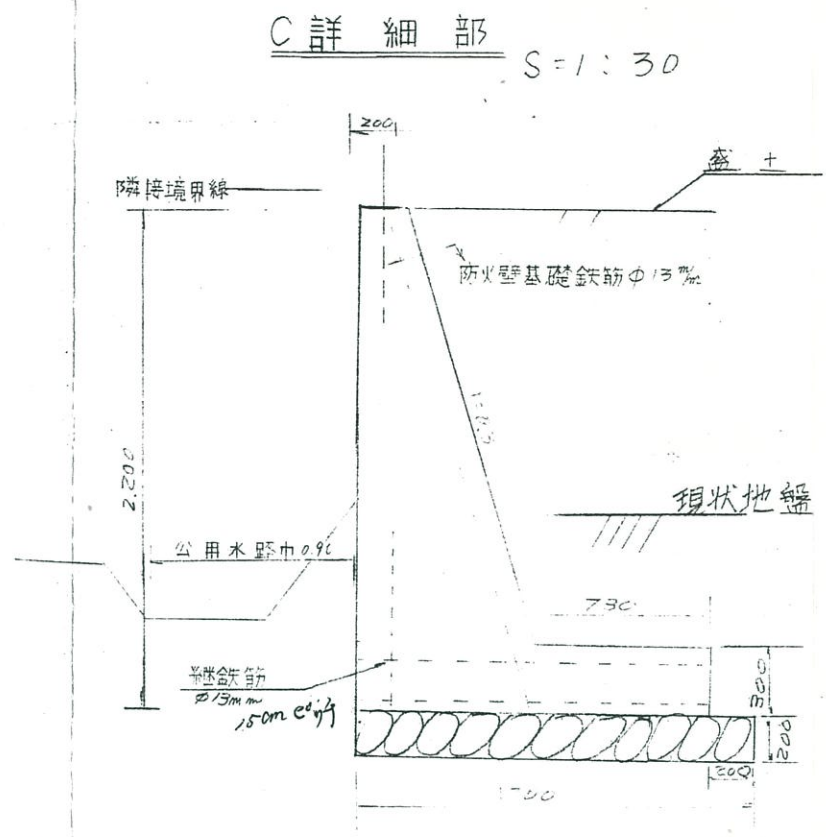 C詳細部
S=1:30
200
盛土
隣接境界線
防火壁基礎鉄筋φ13m/m
2.200
現状地盤
公用水路巾0.9
730
継鉄筋
φ13mm
300
200
200